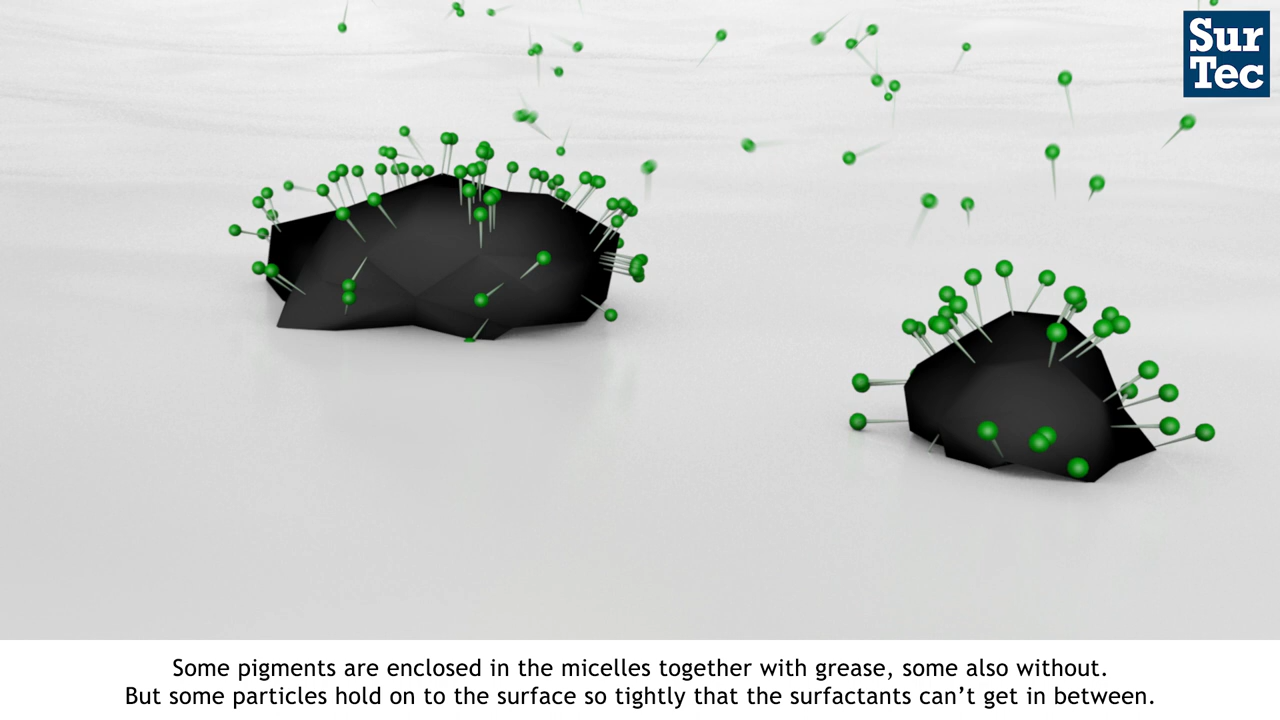 Sur
Tec
Some pigments are enclosed in the micelles together with grease, some also without.
But some particles hold on to the surface so tightly that the surfactants can’t get in between.